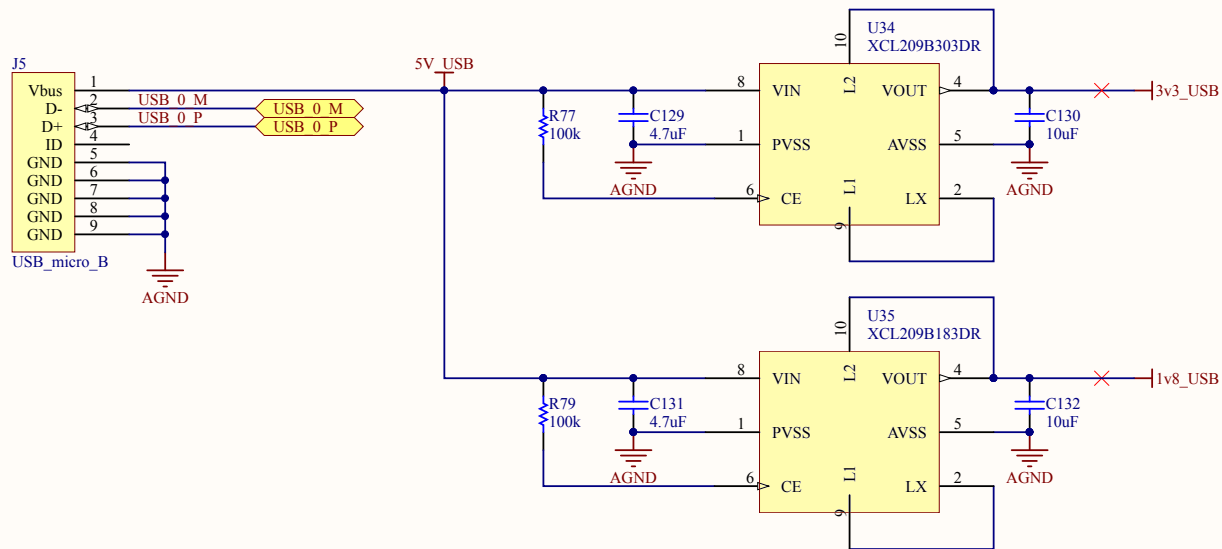 J5
USB_micro_B
Vbus 1
D- 2 USB_0_M USB_0_M
D+ 3 USB_0_P USB_0_P
ID 4
GND 5
GND 6
GND 7
GND 8
GND 9
AGND
5V_USB
R77
100k
C129
4.7uF
AGND
U34
XCL209B303DR
10
L2
8 VIN
VOUT 4
1 PVSS
AVSS 5
6 CE
LX 2
L1
9
C130
10uF
AGND
3v3_USB
R79
100k
C131
4.7uF
AGND
U35
XCL209B183DR
10
L2
8 VIN
VOUT 4
1 PVSS
AVSS 5
6 CE
LX 2
L1
9
C132
10uF
AGND
1v8_USB